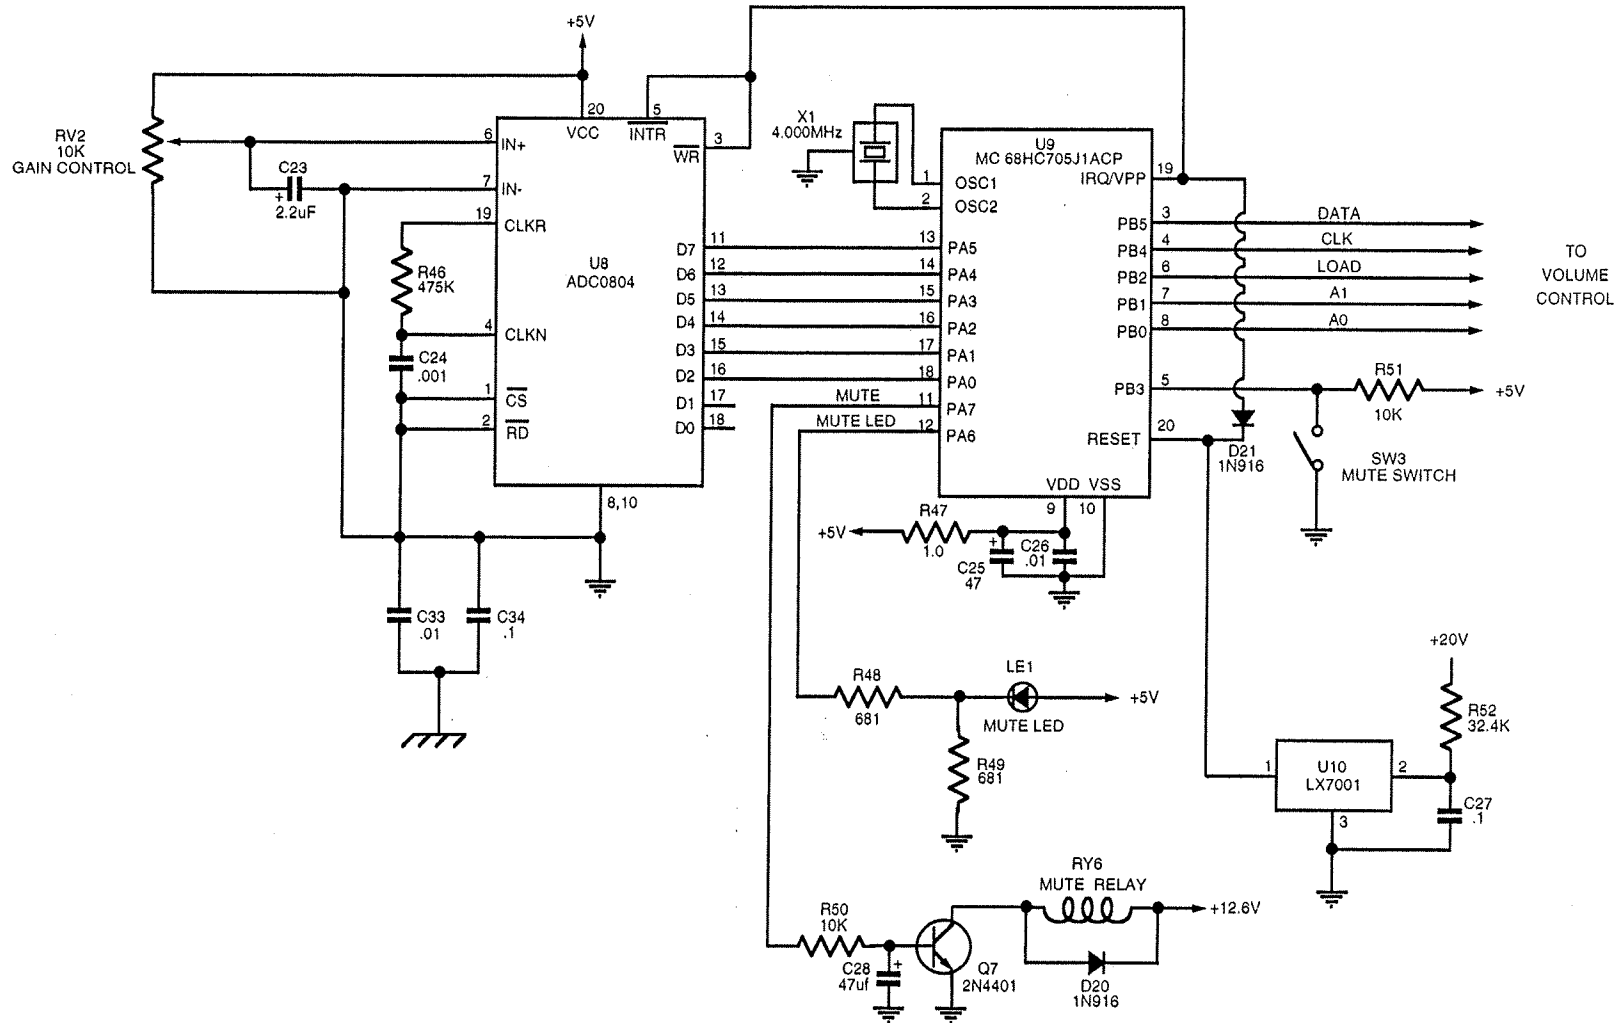 +5V
RV2
10K
GAIN CONTROL
C23
+
2.2uF
6
IN+
7
IN-
19
CLKR
R46
475K
4
CLKN
C24
.001
1
CS
2
RD
20
VCC
5
INTR
3
WR
U8
ADC0804
D7
11
D6
12
D5
13
D4
14
D3
15
D2
16
D1
17
D0
18
8,10
C33
.01
C34
.1
X1
4.000MHz
U9
MC 68HC705J1ACP
1
OSC1
2
OSC2
13
PA5
14
PA4
15
PA3
16
PA2
17
PA1
18
PA0
MUTE
11
PA7
MUTE LED
12
PA6
IRQ/VPP
19
PB5
3
DATA
PB4
4
CLK
PB2
6
LOAD
PB1
7
A1
PB0
8
A0
TO
VOLUME
CONTROL
PB3
5
R51
10K
+5V
RESET
20
D21
1N916
SW3
MUTE SWITCH
VDD
VSS
9
10
+5V
R47
1.0
+
C25
47
C26
.01
R48
681
LE1
MUTE LED
+5V
R49
681
+20V
R52
32.4K
1
U10
LX7001
2
3
C27
.1
RY6
MUTE RELAY
+12.6V
R50
10K
C28
47uf
+
Q7
2N4401
D20
1N916